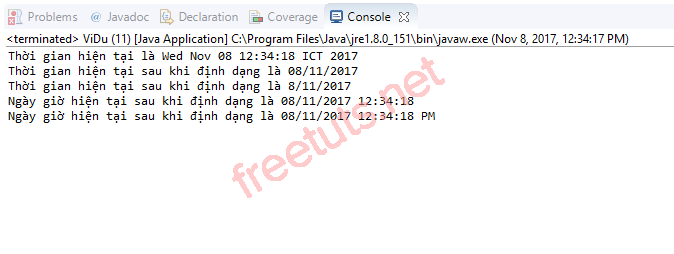 Problems @ Javadoc Declaration Coverage Console
<terminated> ViDu (11) [Java Application] C:\Program Files\Java\jre1.8.0_151\bin\javaw.exe (Nov 8, 2017, 12:34:17 PM)
Thời gian hiện tại là Wed Nov 08 12:34:18 ICT 2017
Thời gian hiện tại sau khi định dạng là 08/11/2017
Thời gian hiện tại sau khi định dạng là 8/11/2017
Ngày giờ hiện tại sau khi định dạng là 08/11/2017 12:34:18
Ngày giờ hiện tại sau khi định dạng là 08/11/2017 12:34:18 PM
freetuts.net